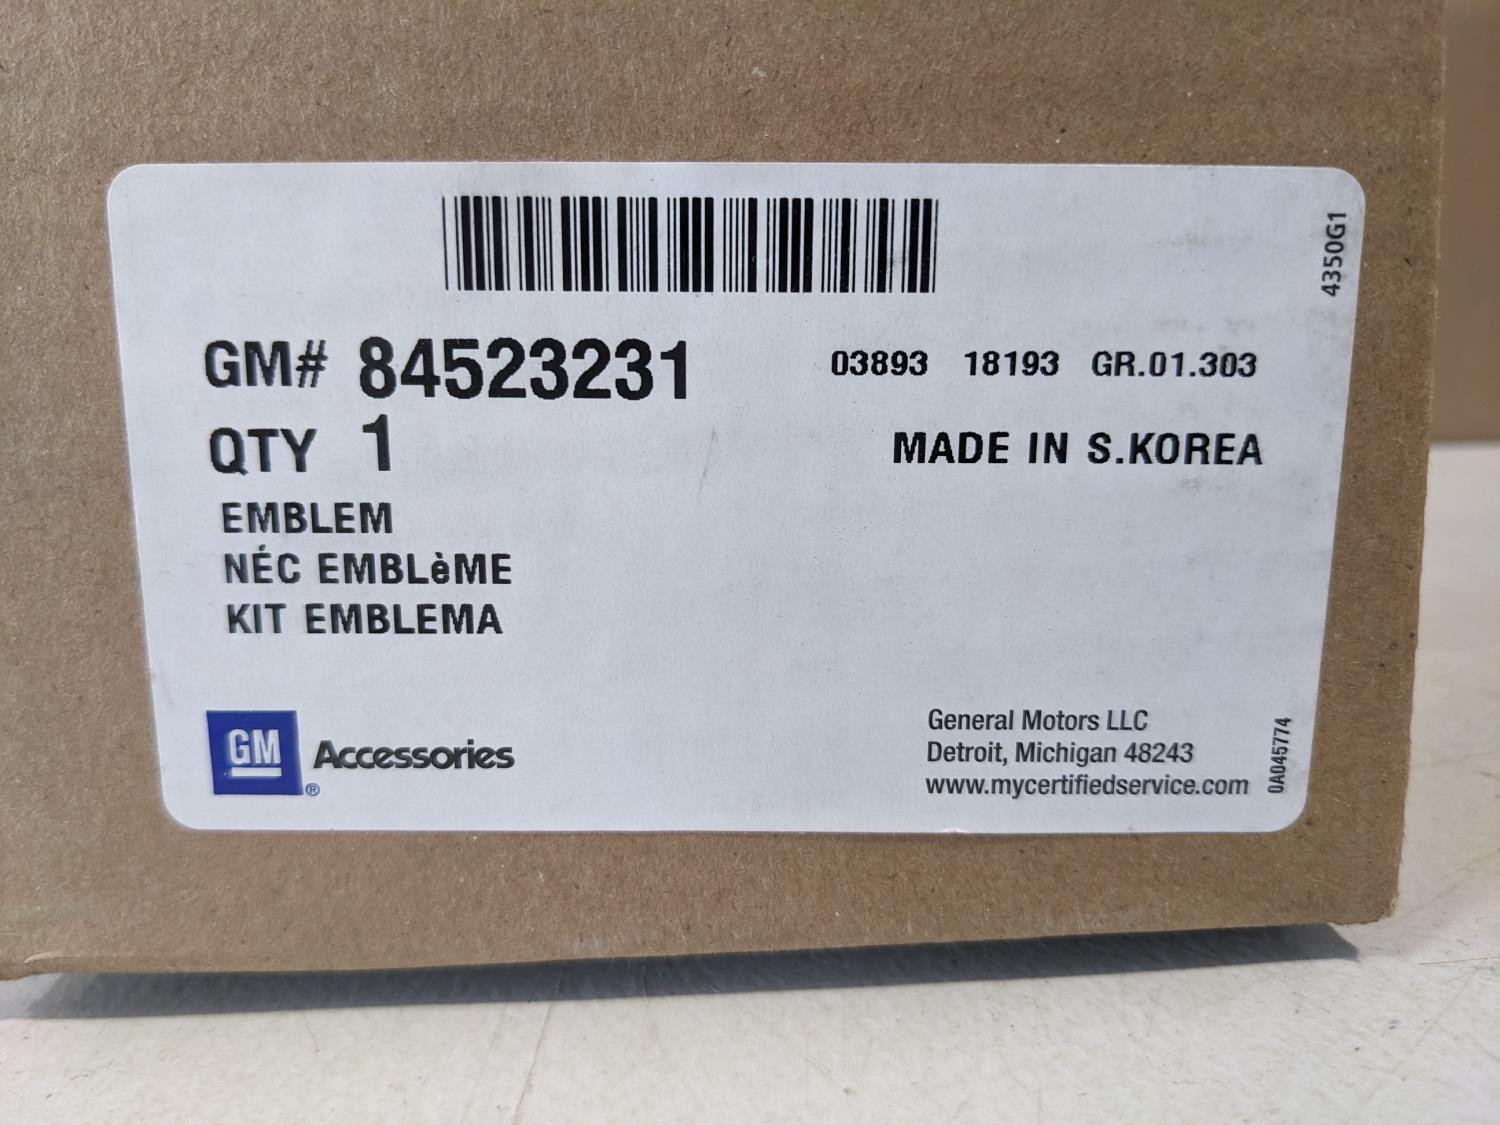 4350G1
GM# 84523231
03893 18193 GR.01.303
QTY 1
MADE IN S.KOREA
EMBLEM
NÉC EMBLèME
KIT EMBLEMA
GM® Accessories
General Motors LLC
Detroit, Michigan 48243
www.mycertifiedservice.com
0A045774